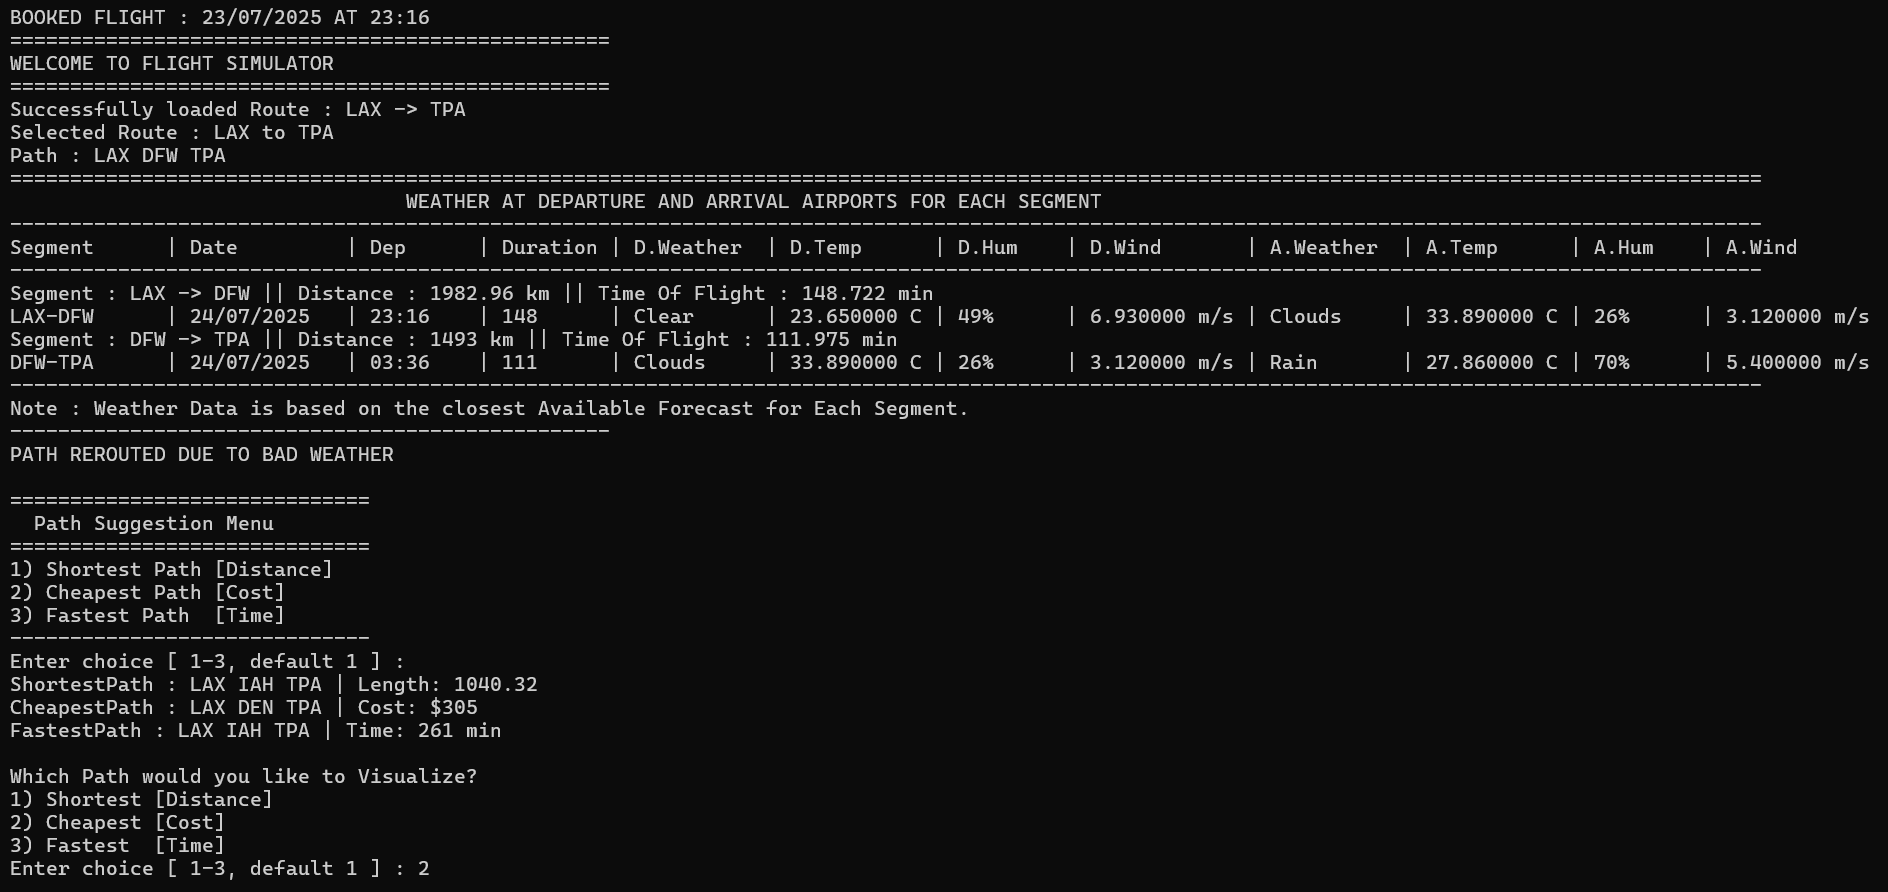 BOOKED FLIGHT : 23/07/2025 AT 23:16
==================================================
WELCOME TO FLIGHT SIMULATOR
==================================================
Successfully loaded Route : LAX -> TPA
Selected Route : LAX to TPA
Path : LAX DFW TPA
==================================================================================================================================================
                                 WEATHER AT DEPARTURE AND ARRIVAL AIRPORTS FOR EACH SEGMENT
--------------------------------------------------------------------------------------------------------------------------------------------------
Segment      | Date         | Dep      | Duration | D.Weather  | D.Temp      | D.Hum    | D.Wind       | A.Weather  | A.Temp      | A.Hum    | A.Wind
--------------------------------------------------------------------------------------------------------------------------------------------------
Segment : LAX -> DFW || Distance : 1982.96 km || Time Of Flight : 148.722 min
LAX-DFW      | 24/07/2025   | 23:16    | 148      | Clear      | 23.650000 C | 49%      | 6.930000 m/s | Clouds     | 33.890000 C | 26%      | 3.120000 m/s
Segment : DFW -> TPA || Distance : 1493 km || Time Of Flight : 111.975 min
DFW-TPA      | 24/07/2025   | 03:36    | 111      | Clouds     | 33.890000 C | 26%      | 3.120000 m/s | Rain       | 27.860000 C | 70%      | 5.400000 m/s
--------------------------------------------------------------------------------------------------------------------------------------------------
Note : Weather Data is based on the closest Available Forecast for Each Segment.
--------------------------------------------------
PATH REROUTED DUE TO BAD WEATHER

==============================
  Path Suggestion Menu
==============================
1) Shortest Path [Distance]
2) Cheapest Path [Cost]
3) Fastest Path  [Time]
------------------------------
Enter choice [ 1-3, default 1 ] :
ShortestPath : LAX IAH TPA | Length: 1040.32
CheapestPath : LAX DEN TPA | Cost: $305
FastestPath : LAX IAH TPA | Time: 261 min

Which Path would you like to Visualize?
1) Shortest [Distance]
2) Cheapest [Cost]
3) Fastest  [Time]
Enter choice [ 1-3, default 1 ] : 2